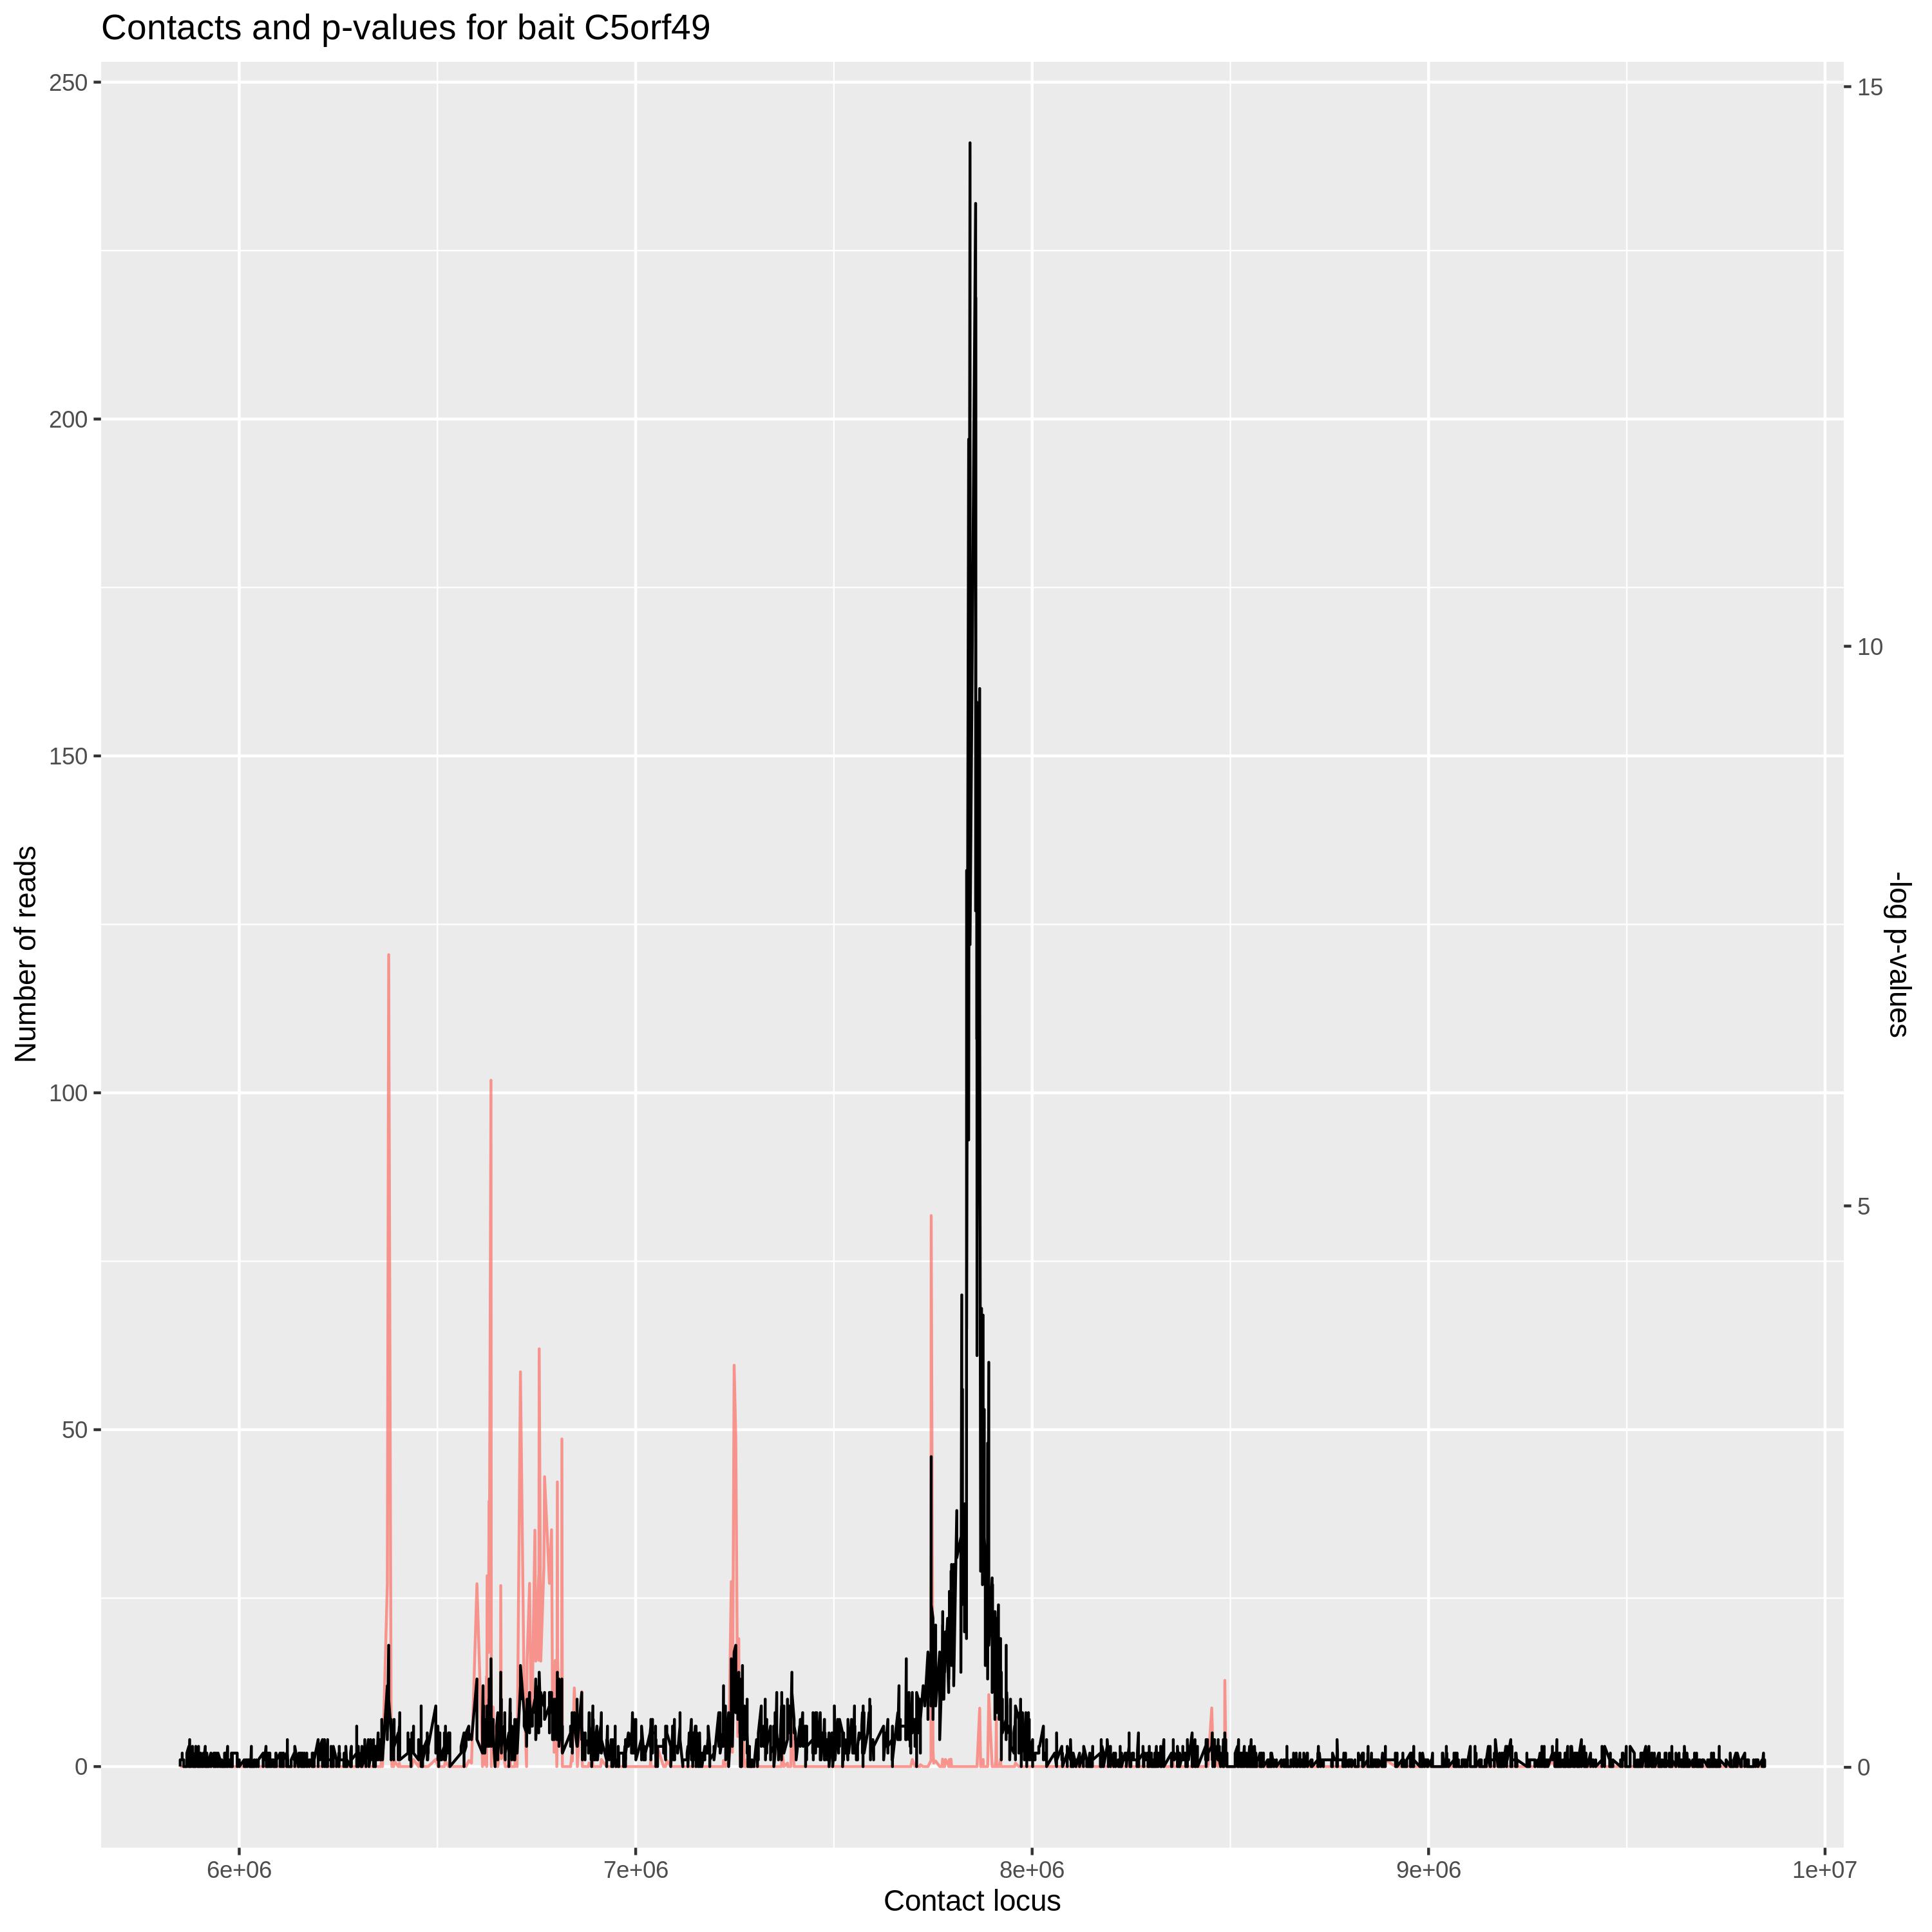 Contacts and p-values for bait C5orf49
250
200
150
100
50
0
Number of reads
15
10
5
0
-log p-values
6e+06
7e+06
8e+06
9e+06
1e+07
Contact locus